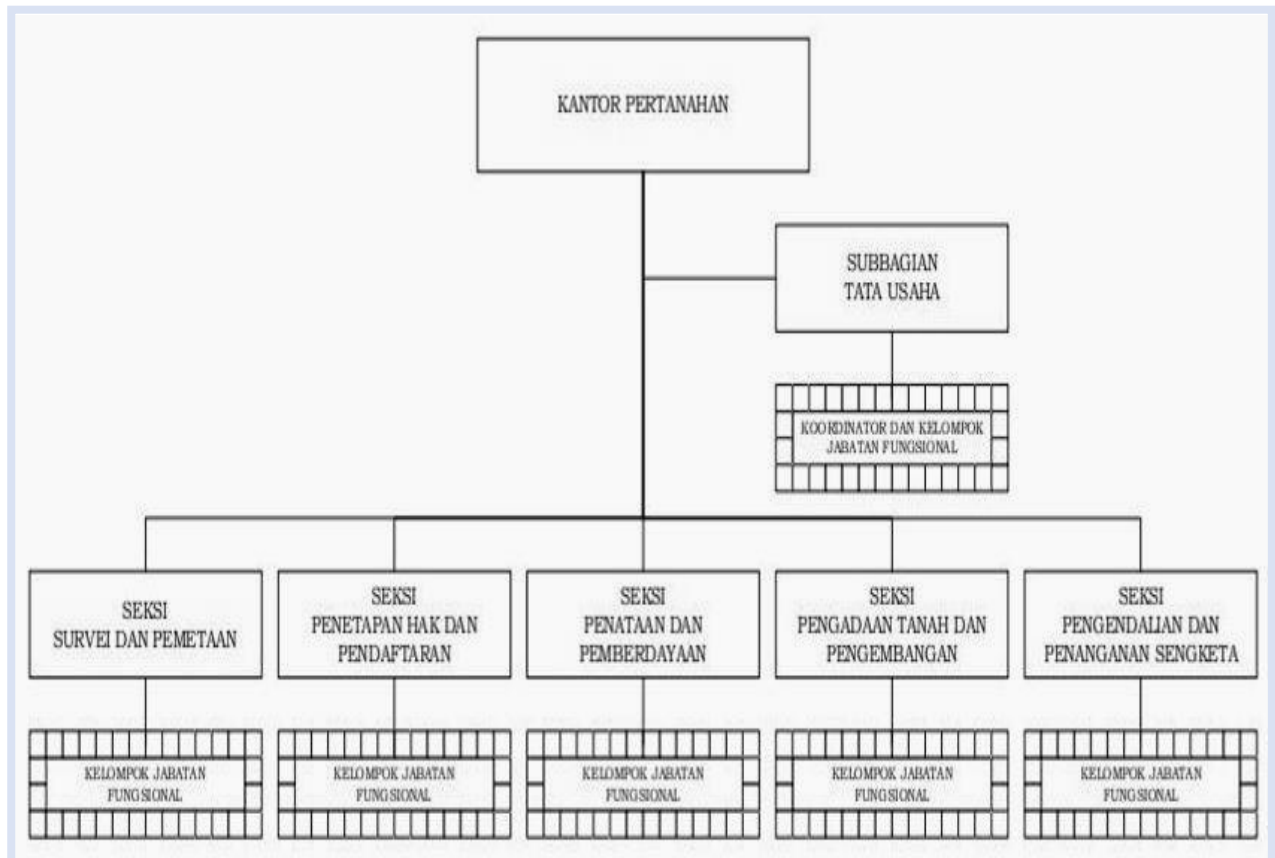 KANTOR PERTANAHAN
SUBBAGIAN
TATA USAHA
KOORDINATOR DAN KELOMPOK
JABATAN FUNGSIONAL
SEKSI
SURVEI DAN PEMETAAN
SEKSI
PENETAPAN HAK DAN
PENDAFTARAN
SEKSI
PENATAAN DAN
PEMBERDAYAAN
SEKSI
PENGADAAN TANAH DAN
PENGEMBANGAN
SEKSI
PENGENDALIAN DAN
PENANGANAN SENGKETA
KELOMPOK JABATAN
FUNGSIONAL
KELOMPOK JABATAN
FUNGSIONAL
KELOMPOK JABATAN
FUNGSIONAL
KELOMPOK JABATAN
FUNGSIONAL
KELOMPOK JABATAN
FUNGSIONAL